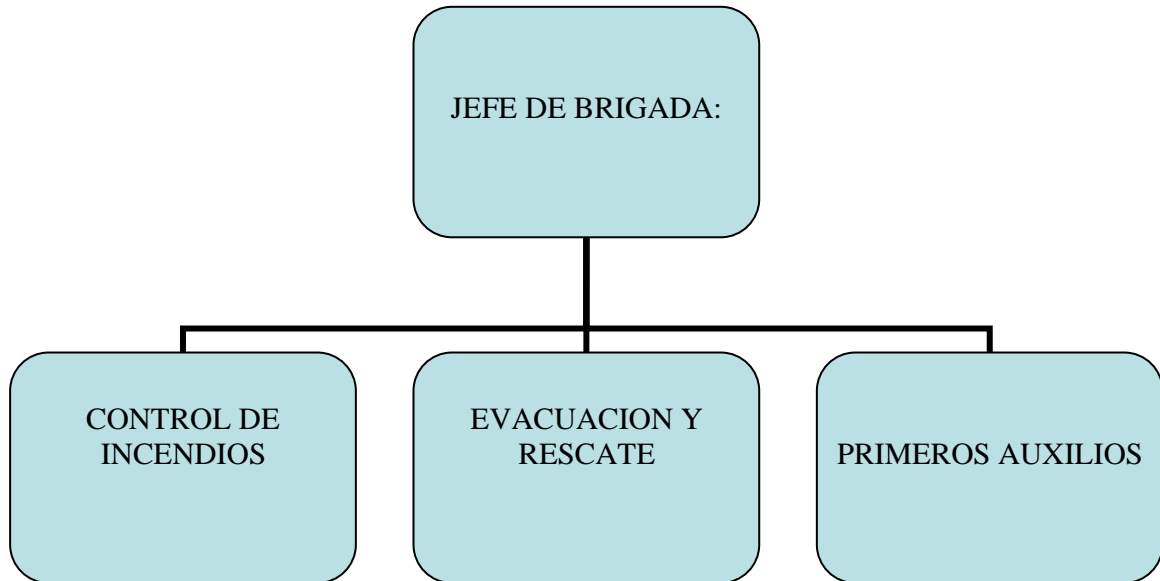 JEFE DE BRIGADA:
CONTROL DE
INCENDIOS
EVACUACION Y
RESCATE
PRIMEROS AUXILIOS